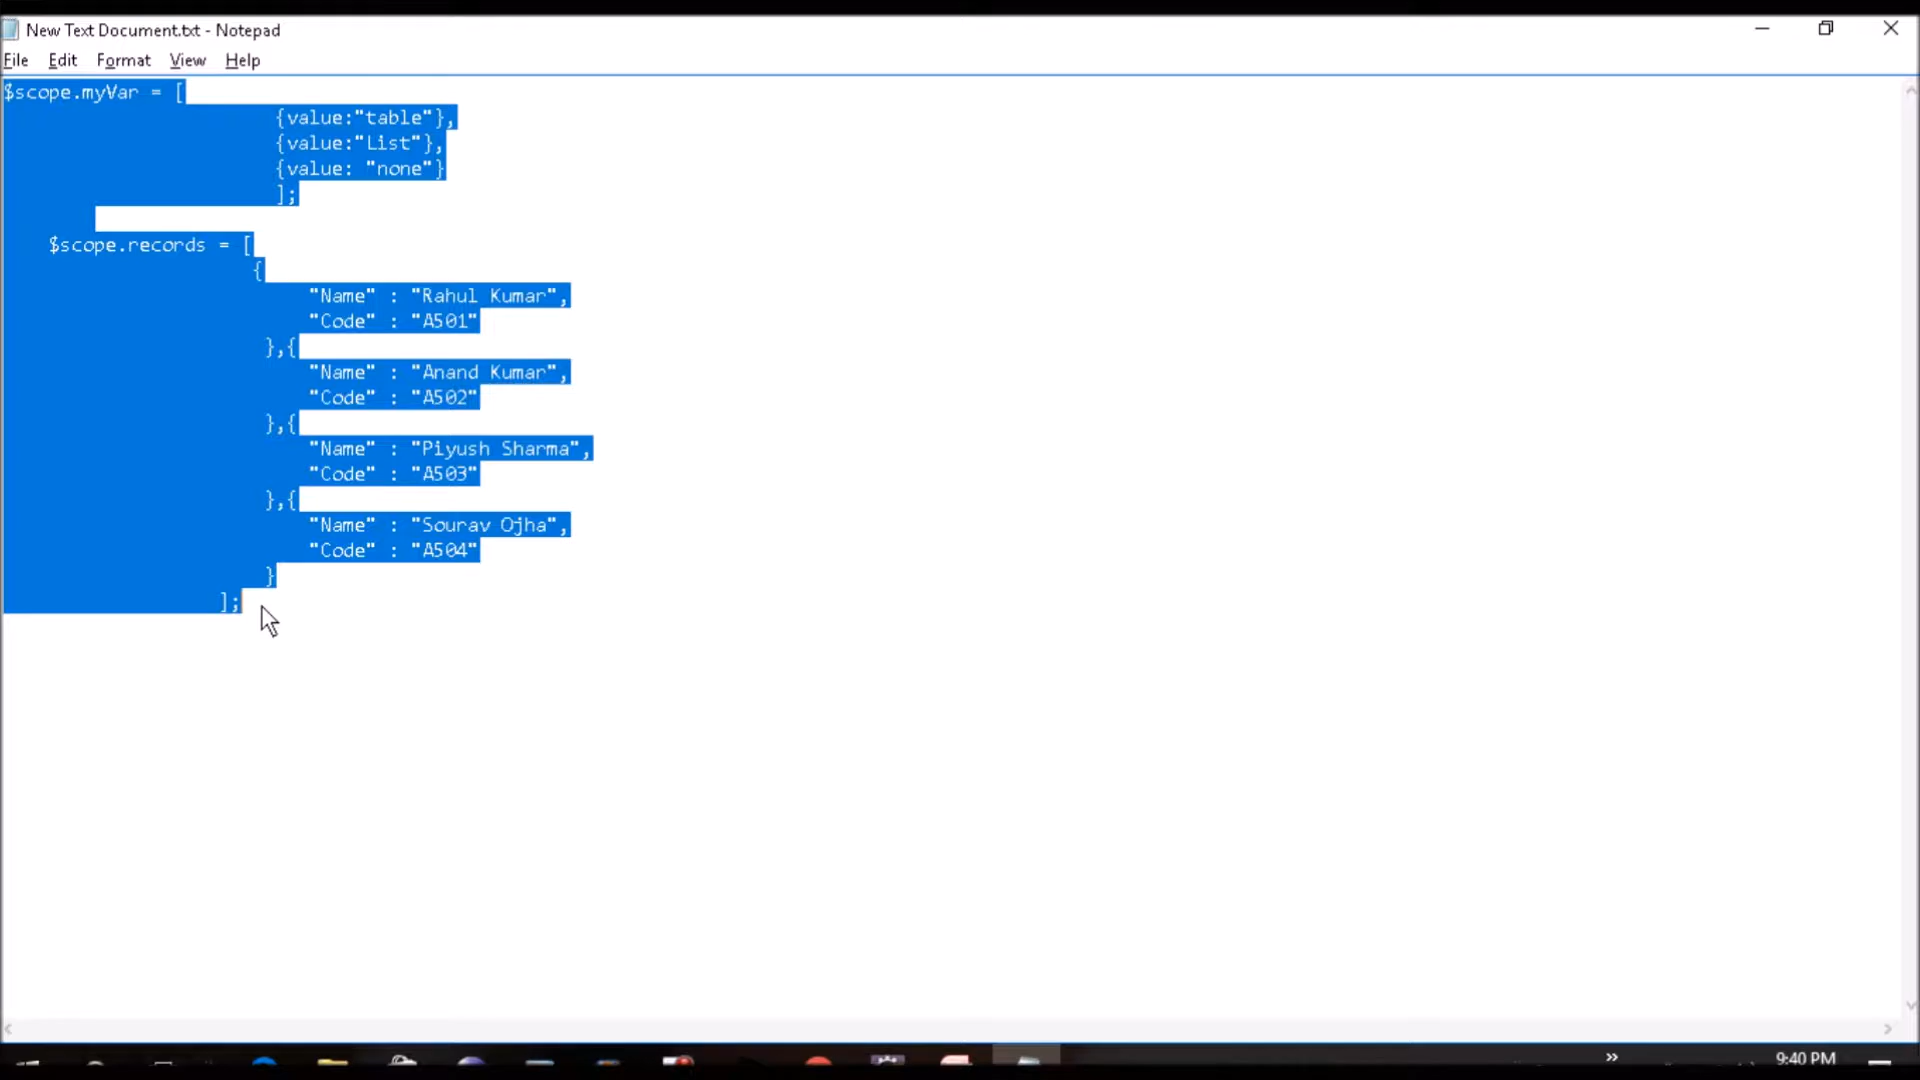 New Text Document.txt - Notepad
File Edit Format View Help
$scope.myVar = [
{value:"table"},
{value:"List"},
{value: "none"}
];
$scope.records = [
{
"Name" : "Rahul Kumar",
"Code" : "A501"
},{
"Name" : "Anand Kumar",
"Code" : "A502"
},{
"Name" : "Piyush Sharma",
"Code" : "A503"
},{
"Name" : "Sourav Ojha",
"Code" : "A504"
}
];
9:40 PM